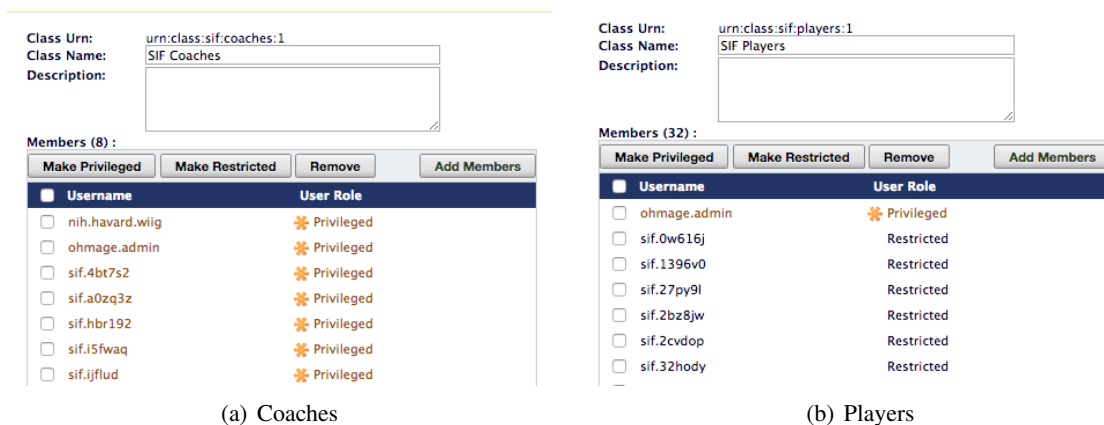 Class Urn: urn:class:sif:coaches:1
Class Name: SIF Coaches
Description:
Members (8) :
Make Privileged Make Restricted Remove Add Members
Username User Role
nih.havard.wiig Privileged
ohmage.admin Privileged
sif.4bt7s2 Privileged
sif.a0zq3z Privileged
sif.hbr192 Privileged
sif.i5fwaq Privileged
sif.ijflud Privileged
(a) Coaches
Class Urn: urn:class:sif:players:1
Class Name: SIF Players
Description:
Members (32) :
Make Privileged Make Restricted Remove Add Members
Username User Role
ohmage.admin Privileged
sif.0w616j Restricted
sif.1396v0 Restricted
sif.27py9l Restricted
sif.2bz8jw Restricted
sif.2cvdop Restricted
sif.32hody Restricted
(b) Players